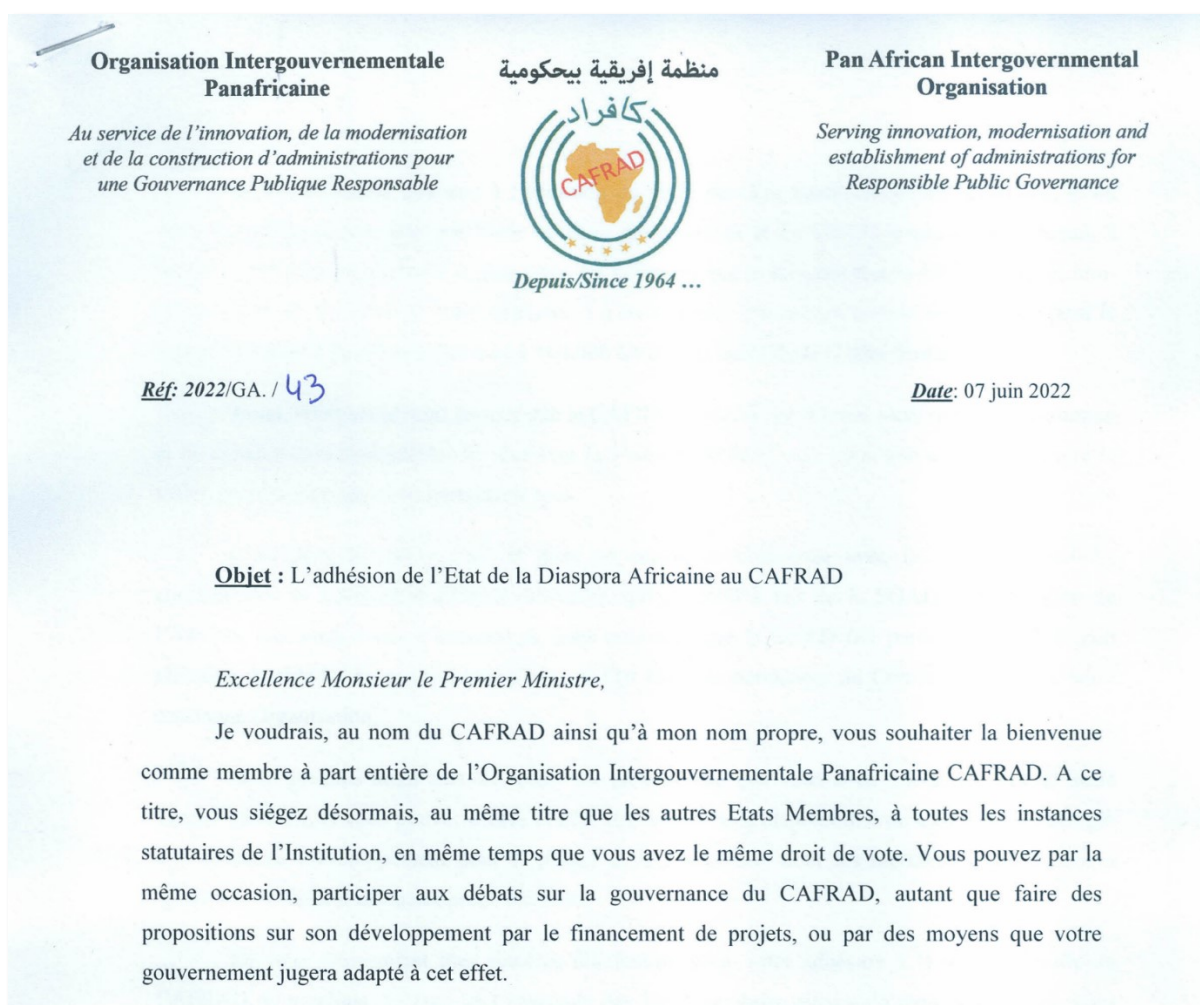 Organisation Intergouvernementale
Panafricaine
Au service de l'innovation, de la modernisation
et de la construction d'administrations pour
une Gouvernance Publique Responsable
منظمة إفريقية بيحكومية
كافراد
CAFRAD
Depuis/Since 1964 ...
Pan African Intergovernmental
Organisation
Serving innovation, modernisation and
establishment of administrations for
Responsible Public Governance
Réf: 2022/GA. / 43
Date: 07 juin 2022
Objet : L'adhésion de l'Etat de la Diaspora Africaine au CAFRAD
Excellence Monsieur le Premier Ministre,
Je voudrais, au nom du CAFRAD ainsi qu'à mon nom propre, vous souhaiter la bienvenue
comme membre à part entière de l'Organisation Intergouvernementale Panafricaine CAFRAD. A ce
titre, vous siégez désormais, au même titre que les autres Etats Membres, à toutes les instances
statutaires de l'Institution, en même temps que vous avez le même droit de vote. Vous pouvez par la
même occasion, participer aux débats sur la gouvernance du CAFRAD, autant que faire des
propositions sur son développement par le financement de projets, ou par des moyens que votre
gouvernement jugera adapté à cet effet.